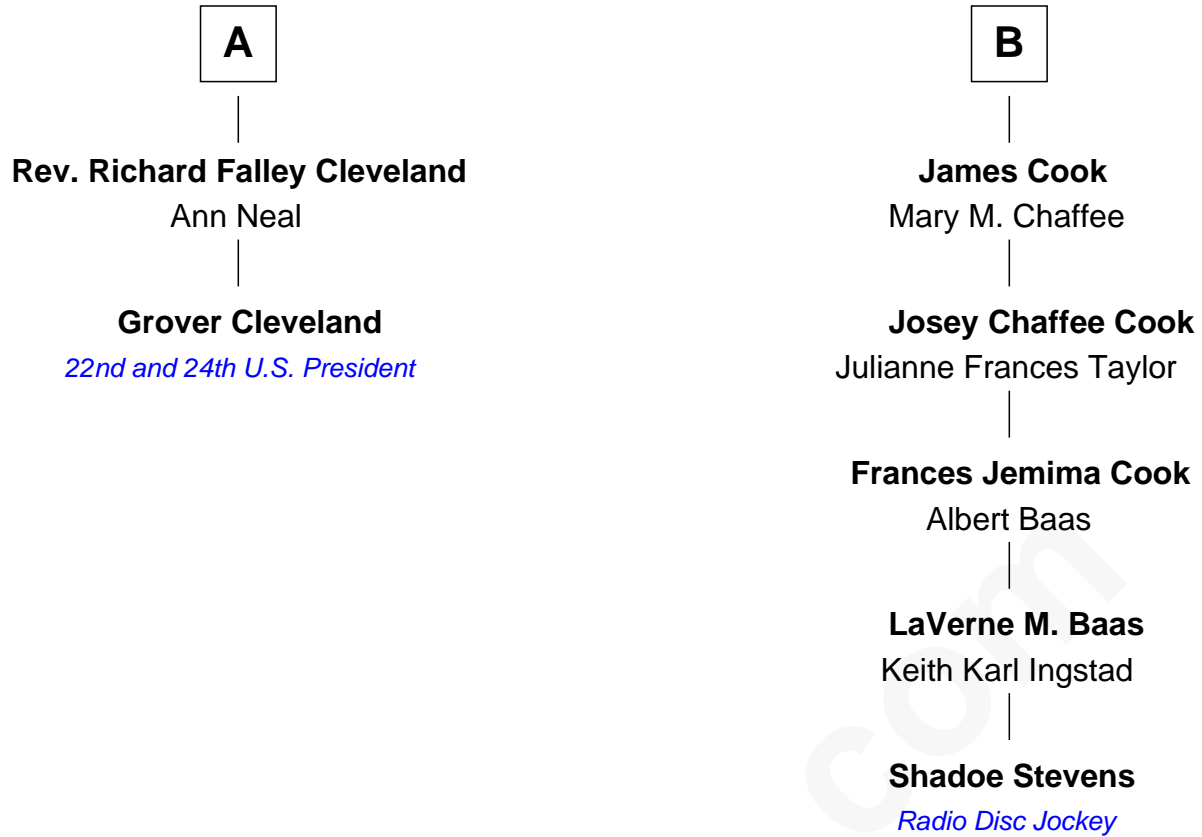 A
Rev. Richard Falley Cleveland
Ann Neal
Grover Cleveland
22nd and 24th U.S. President
B
James Cook
Mary M. Chaffee
Josey Chaffee Cook
Julianne Frances Taylor
Frances Jemima Cook
Albert Baas
LaVerne M. Baas
Keith Karl Ingstad
Shadoe Stevens
Radio Disc Jockey
com